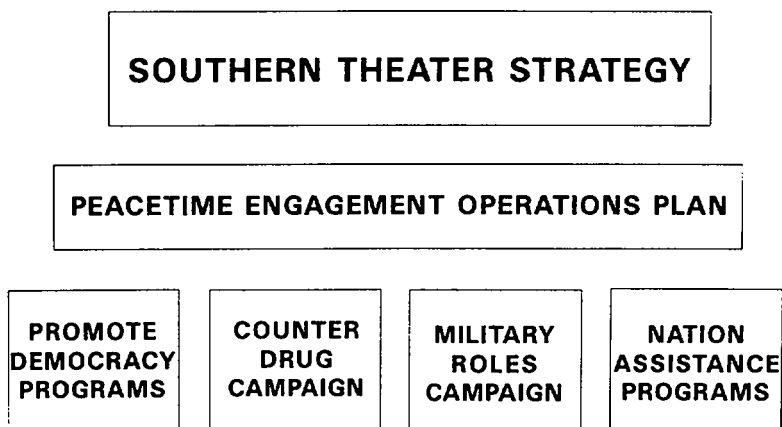 SOUTHERN THEATER STRATEGY
PEACETIME ENGAGEMENT OPERATIONS PLAN
PROMOTE
DEMOCRACY
PROGRAMS
COUNTER
DRUG
CAMPAIGN
MILITARY
ROLES
CAMPAIGN
NATION
ASSISTANCE
PROGRAMS